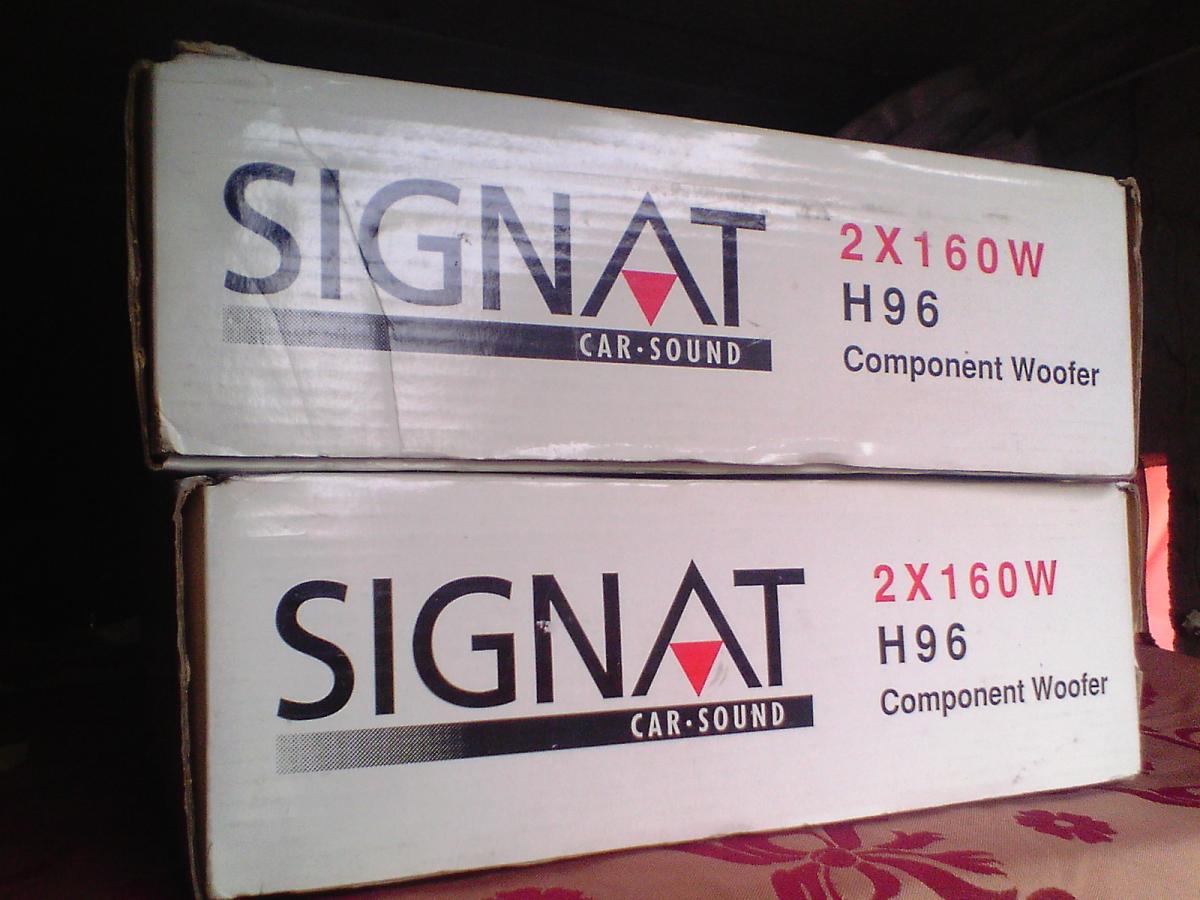 SIGNAT
CAR·SOUND
2X160W
H96
Component Woofer
SIGNAT
CAR·SOUND
2X160W
H96
Component Woofer